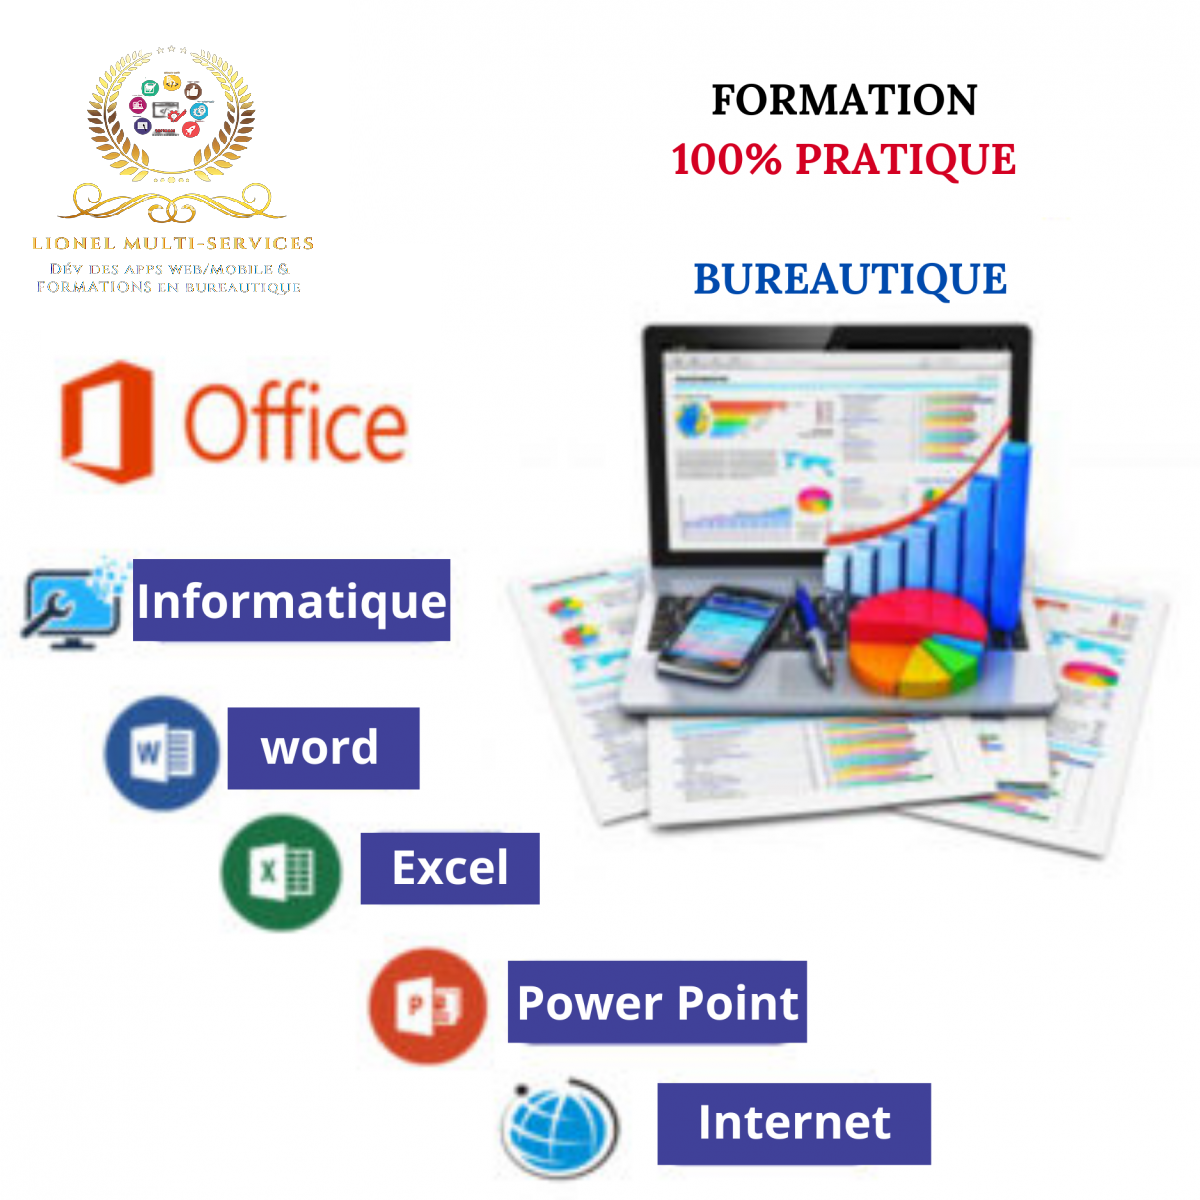 LIONEL MULTI-SERVICES
DÉV DES APPS WEB/MOBILE &
FORMATIONS EN BUREAUTIQUE
FORMATION
100% PRATIQUE
BUREAUTIQUE
Office
Informatique
W
word
X
Excel
P
Power Point
Internet